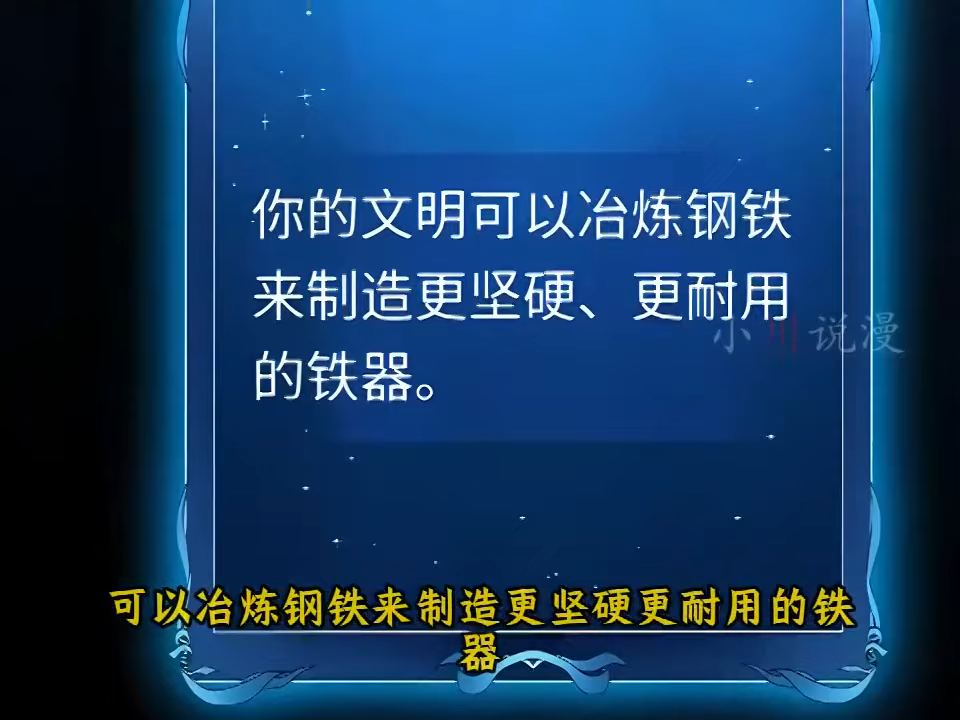 你的文明可以冶炼钢铁
来制造更坚硬、更耐用
的铁器。
小川说漫
可以冶炼钢铁来制造更坚硬更耐用的铁
器